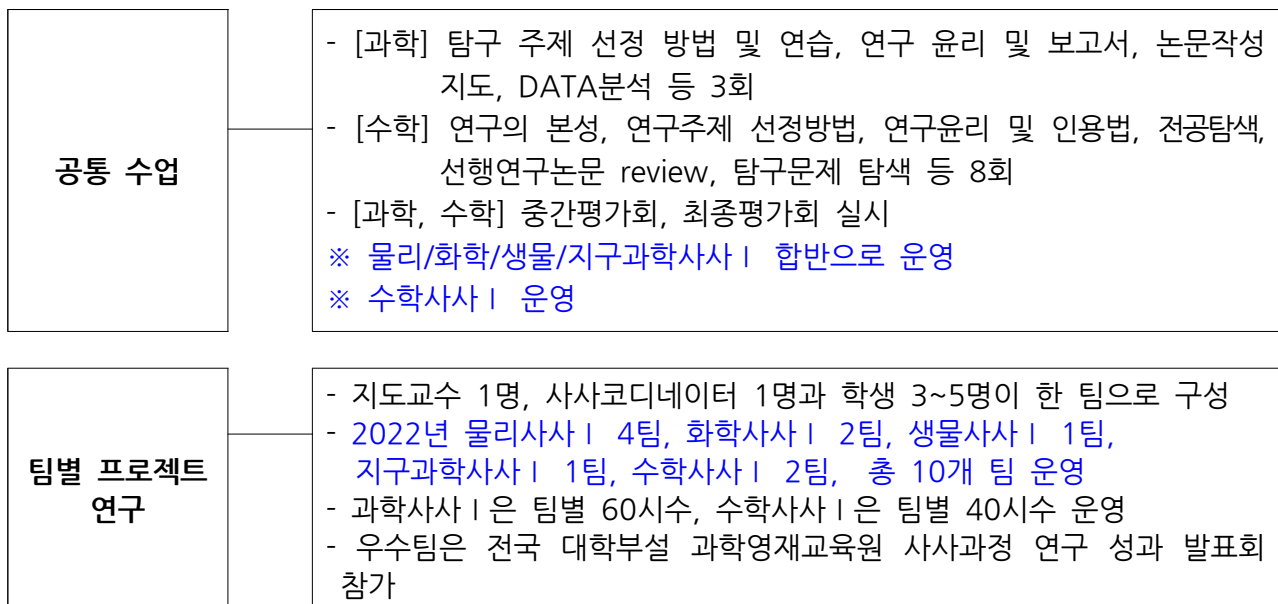 공통 수업
- [과학] 탐구 주제 선정 방법 및 연습, 연구 윤리 및 보고서, 논문작성
지도, DATA분석 등 3회
- [수학] 연구의 본성, 연구주제 선정방법, 연구윤리 및 인용법, 전공탐색,
선행연구논문 review, 탐구문제 탐색 등 8회
- [과학, 수학] 중간평가회, 최종평가회 실시
※ 물리/화학/생물/지구과학사사Ⅰ 합반으로 운영
※ 수학사사Ⅰ 운영
팀별 프로젝트
연구
- 지도교수 1명, 사사코디네이터 1명과 학생 3~5명이 한 팀으로 구성
- 2022년 물리사사Ⅰ 4팀, 화학사사Ⅰ 2팀, 생물사사Ⅰ 1팀,
지구과학사사Ⅰ 1팀, 수학사사Ⅰ 2팀, 총 10개 팀 운영
- 과학사사Ⅰ은 팀별 60시수, 수학사사Ⅰ은 팀별 40시수 운영
- 우수팀은 전국 대학부설 과학영재교육원 사사과정 연구 성과 발표회
참가